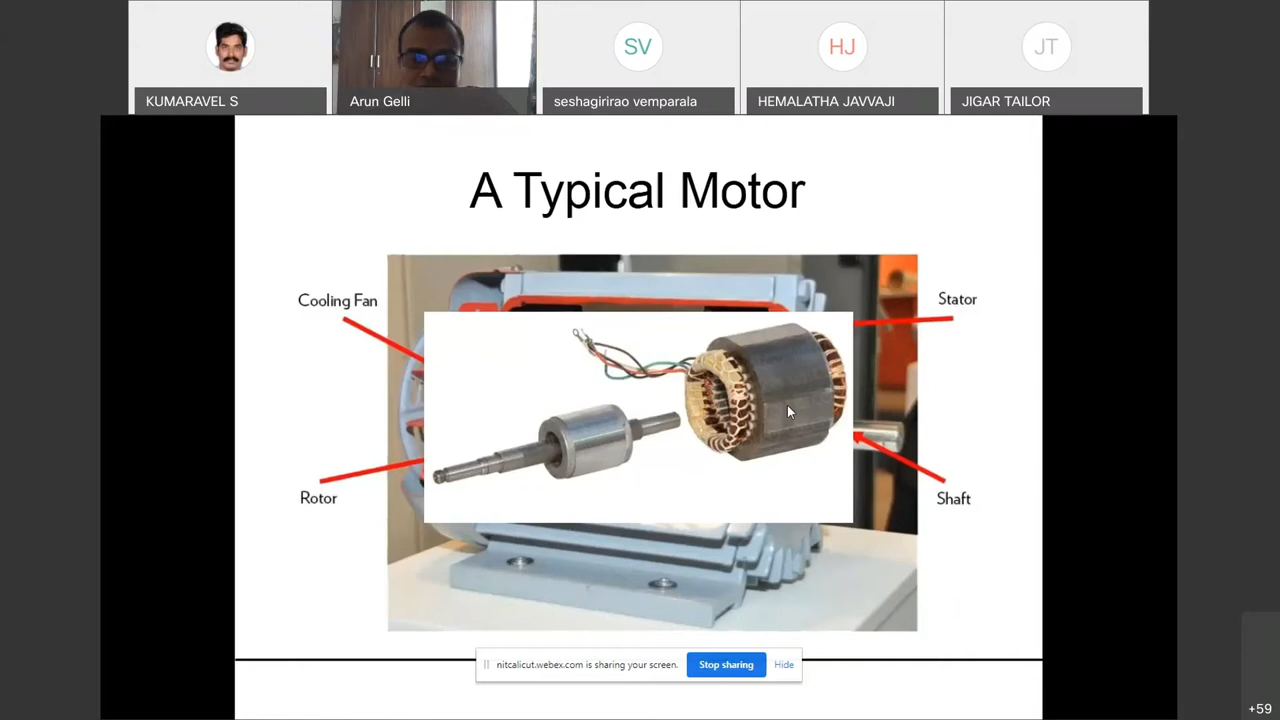 KUMARAVEL S
Arun Gelli
SV
seshagirirao vemparala
HJ
HEMALATHA JAVVAJI
JT
JIGAR TAILOR
A Typical Motor
Cooling Fan
Stator
Rotor
Shaft
nitcalicut.webex.com is sharing your screen.
Stop sharing
Hide
+59